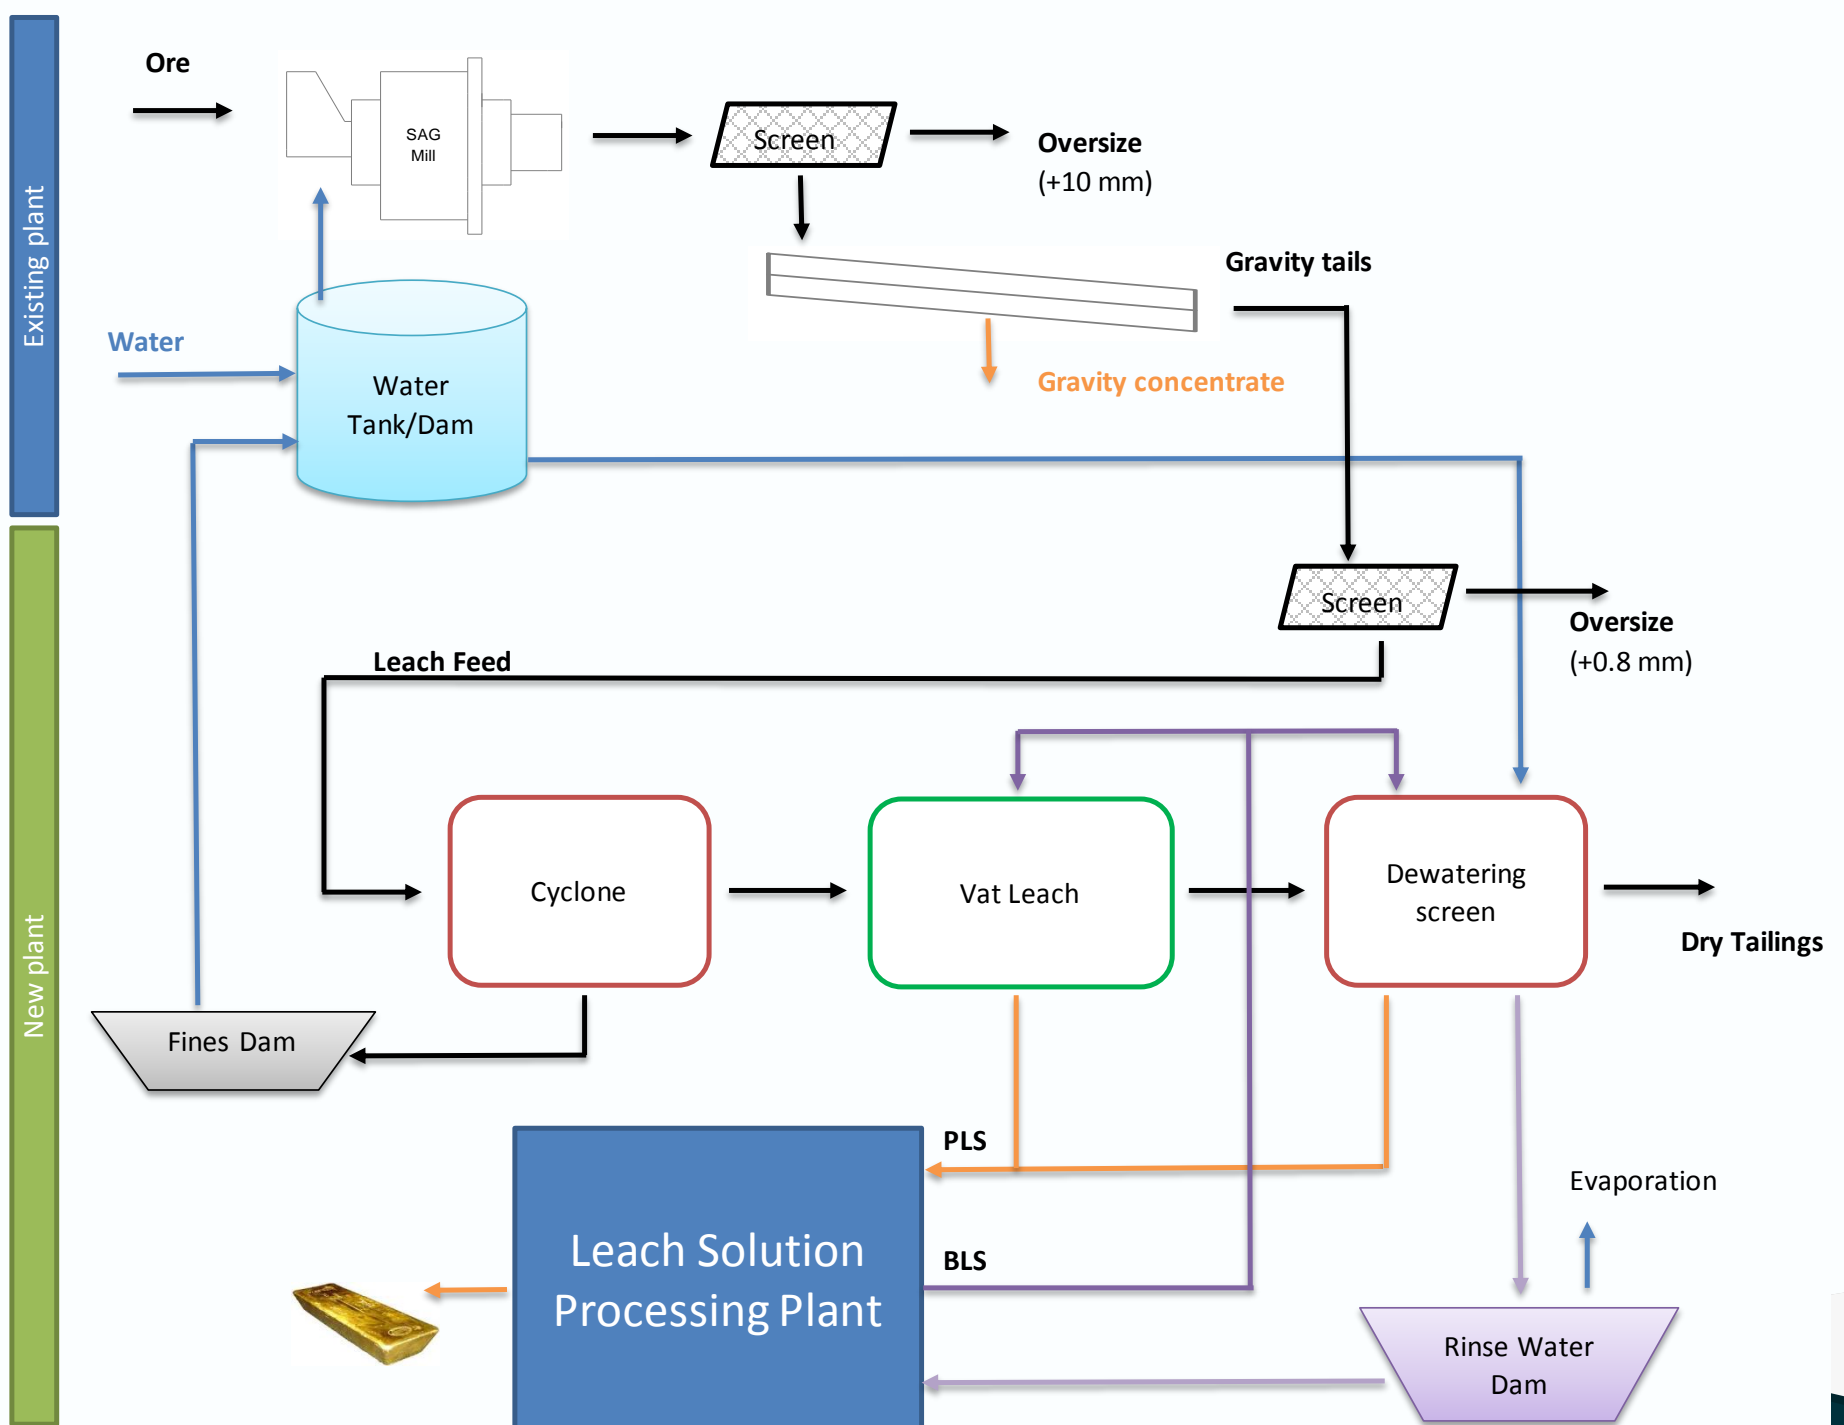 Existing plant
Ore
SAG
Mill
Screen
Oversize
(+10 mm)
Gravity tails
Water
Gravity concentrate
Water
Tank/Dam
New plant
Screen
Oversize
(+0.8 mm)
Leach Feed
Cyclone
Vat Leach
Dewatering
screen
Dry Tailings
Fines Dam
PLS
Evaporation
BLS
Leach Solution
Processing Plant
Rinse Water
Dam